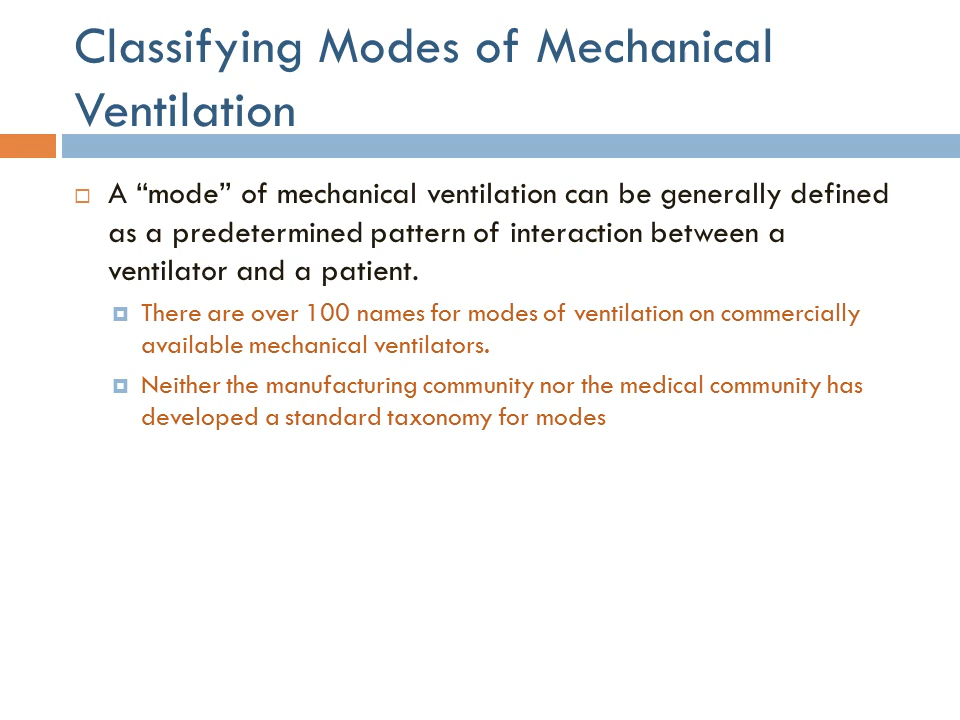 Classifying Modes of Mechanical
Ventilation
A “mode” of mechanical ventilation can be generally defined
as a predetermined pattern of interaction between a
ventilator and a patient.
There are over 100 names for modes of ventilation on commercially
available mechanical ventilators.
Neither the manufacturing community nor the medical community has
developed a standard taxonomy for modes